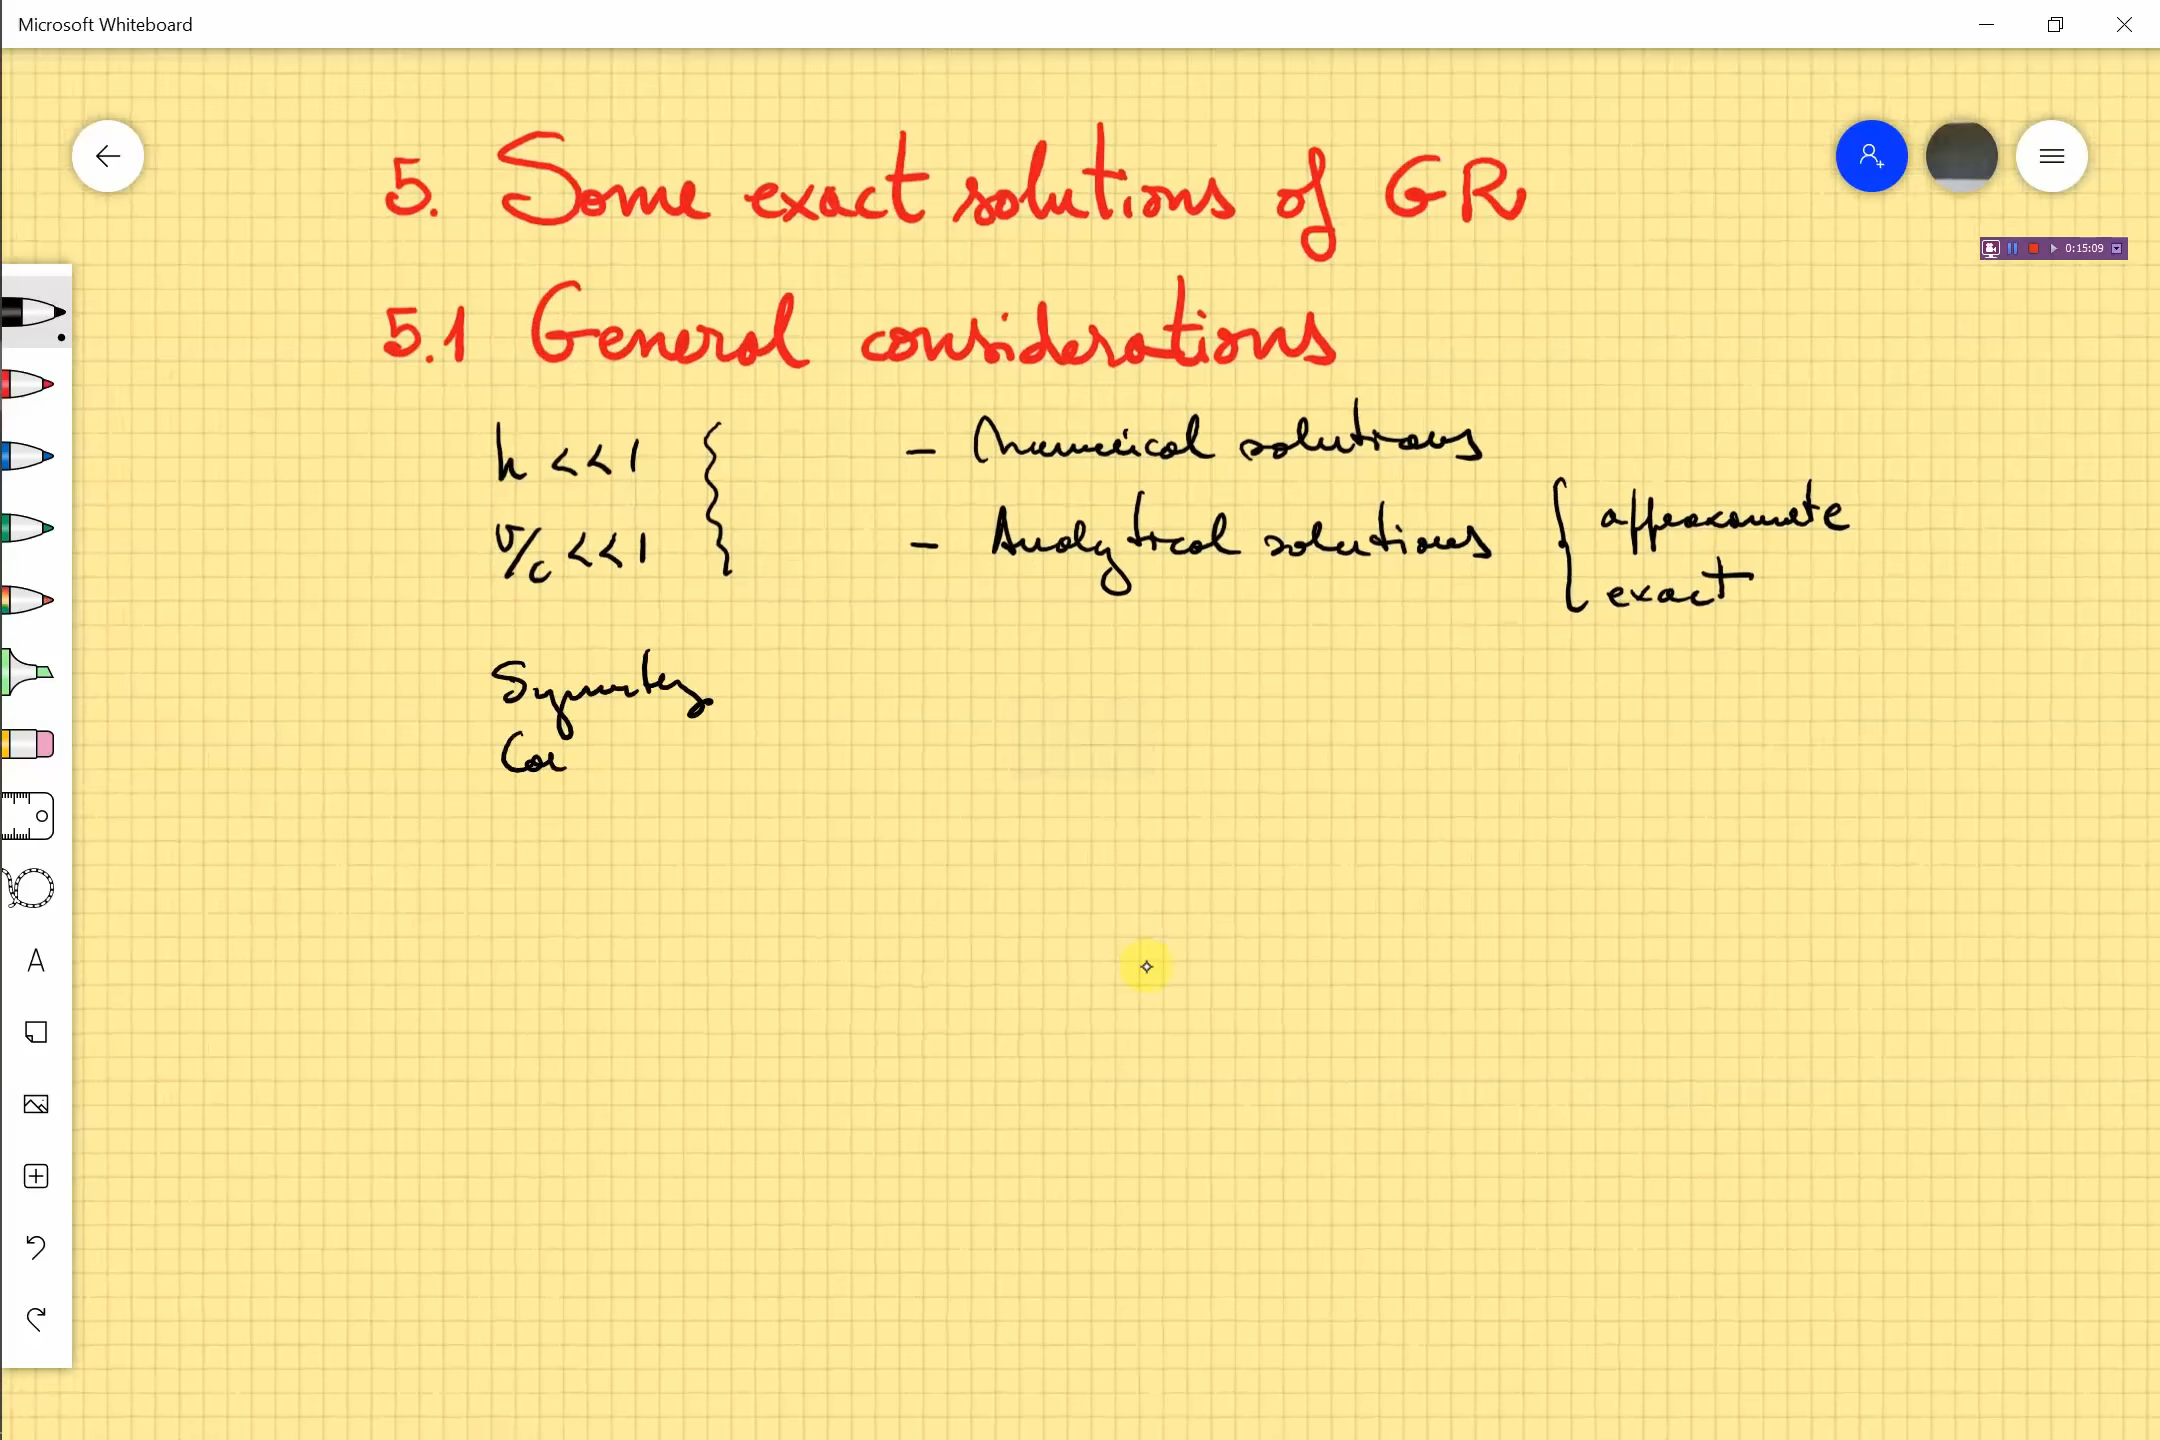 Microsoft Whiteboard
5. Some exact solutions of GR
0:15:09
5.1 General considerations
h << 1
- Numerical solutions
v/c << 1
- Analytical solutions
approximate
exact
Symmetry
Co
A